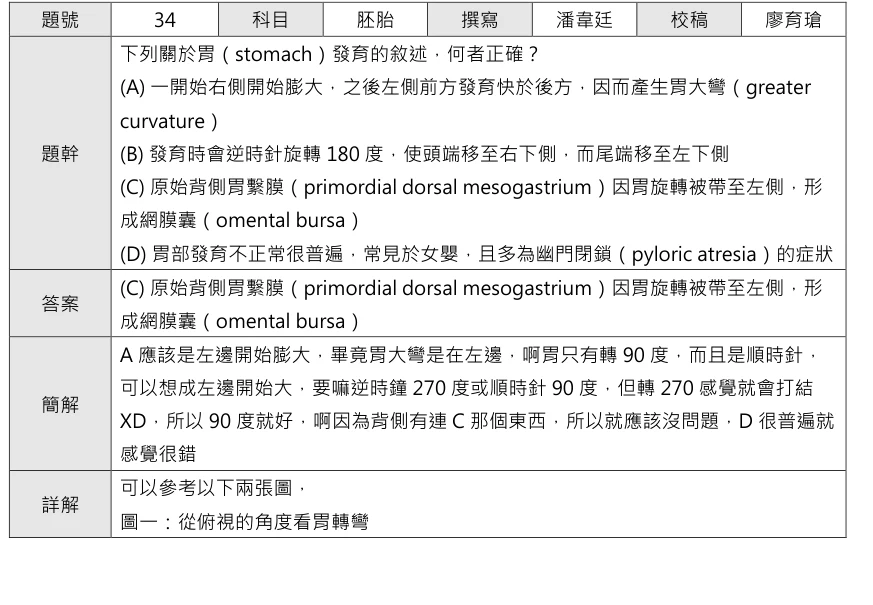 題號 34 科目 胚胎 撰寫 潘韋廷 校稿 廖育瑲
題幹
下列關於胃（stomach）發育的敘述，何者正確？
(A) 一開始右側開始膨大，之後左側前方發育快於後方，因而產生胃大彎（greater
curvature）
(B) 發育時會逆時針旋轉 180 度，使頭端移至右下側，而尾端移至左下側
(C) 原始背側胃繫膜（primordial dorsal mesogastrium）因胃旋轉被帶至左側，形
成網膜囊（omental bursa）
(D) 胃部發育不正常很普遍，常見於女嬰，且多為幽門閉鎖（pyloric atresia）的症狀
答案
(C) 原始背側胃繫膜（primordial dorsal mesogastrium）因胃旋轉被帶至左側，形
成網膜囊（omental bursa）
簡解
A 應該是左邊開始膨大，畢竟胃大彎是在左邊，啊胃只有轉 90 度，而且是順時針，
可以想成左邊開始大，要嘛逆時鐘 270 度或順時針 90 度，但轉 270 感覺就會打結
XD，所以 90 度就好，啊因為背側有連 C 那個東西，所以就應該沒問題，D 很普遍就
感覺很錯
詳解
可以參考以下兩張圖，
圖一：從俯視的角度看胃轉彎